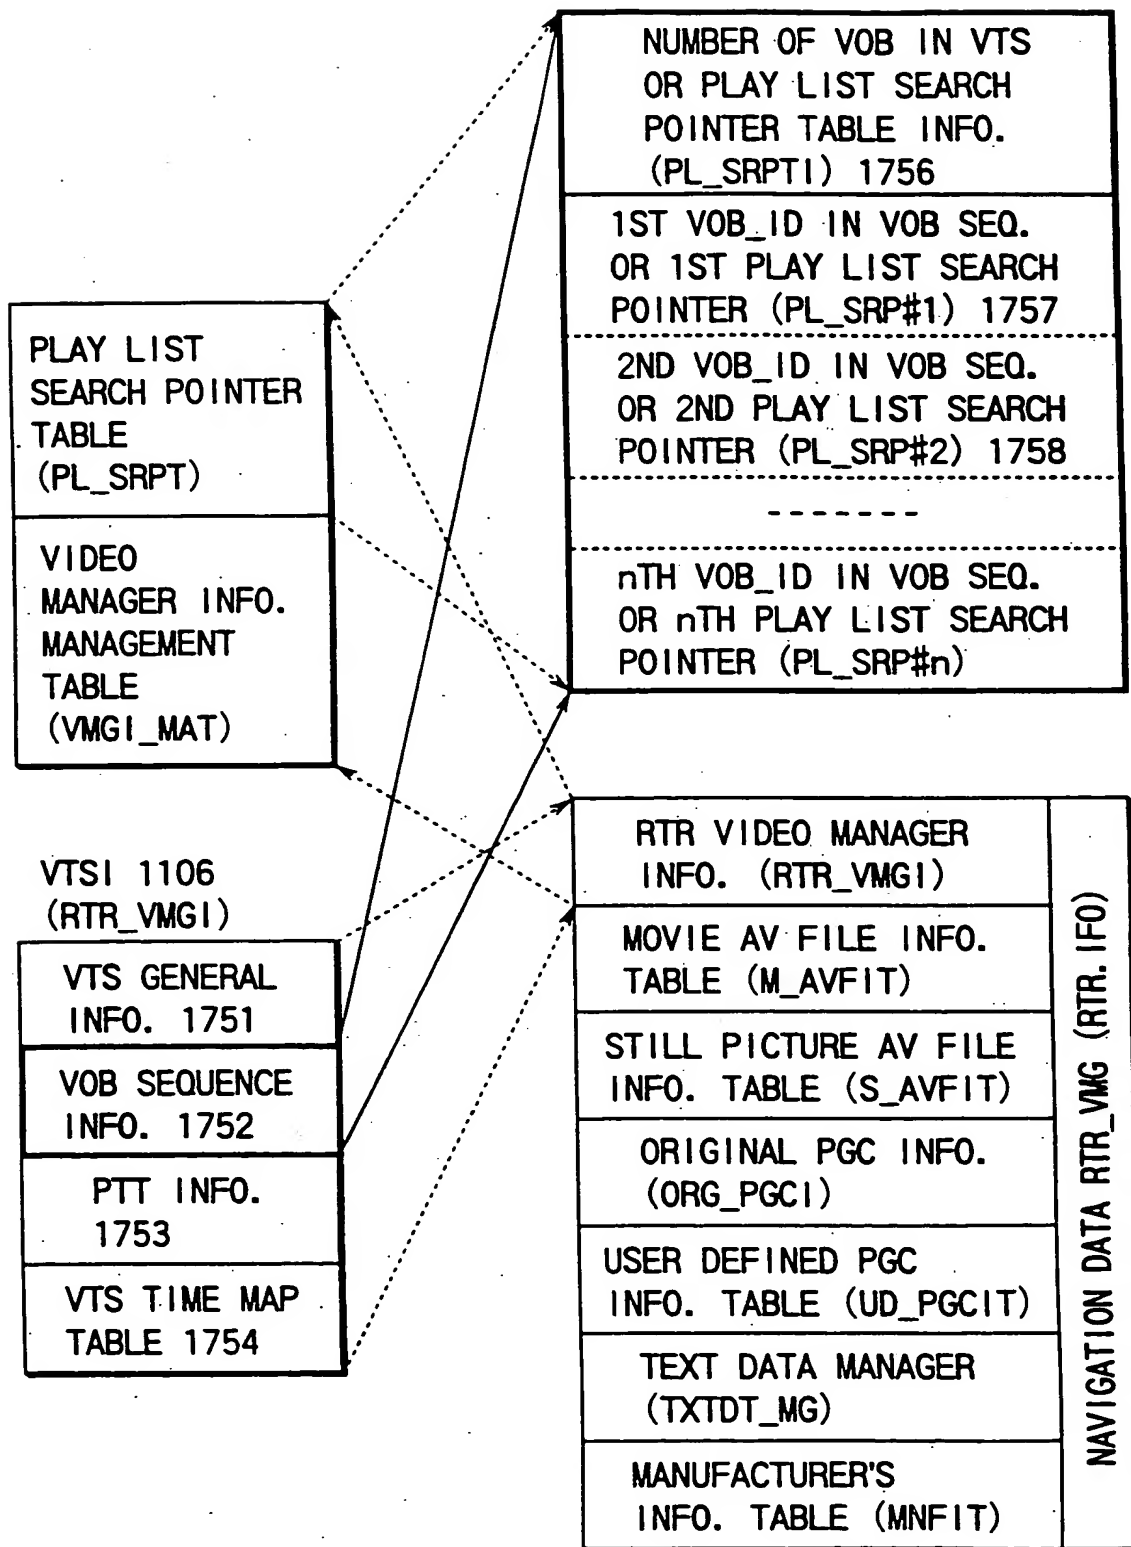 NUMBER OF VOB IN VTS
OR PLAY LIST SEARCH
POINTER TABLE INFO.
(PL_SRPTI) 1756
1ST VOB_ID IN VOB SEQ.
OR 1ST PLAY LIST SEARCH
POINTER (PL_SRP#1) 1757
2ND VOB_ID IN VOB SEQ.
OR 2ND PLAY LIST SEARCH
POINTER (PL_SRP#2) 1758
-------
nTH VOB_ID IN VOB SEQ.
OR nTH PLAY LIST SEARCH
POINTER (PL_SRP#n)
PLAY LIST
SEARCH POINTER
TABLE
(PL_SRPT)
VIDEO
MANAGER INFO.
MANAGEMENT
TABLE
(VMGI_MAT)
VTSI 1106
(RTR_VMGI)
VTS GENERAL
INFO. 1751
VOB SEQUENCE
INFO. 1752
PTT INFO.
1753
VTS TIME MAP
TABLE 1754
RTR VIDEO MANAGER
INFO. (RTR_VMGI)
MOVIE AV FILE INFO.
TABLE (M_AVFIT)
STILL PICTURE AV FILE
INFO. TABLE (S_AVFIT)
ORIGINAL PGC INFO.
(ORG_PGCI)
USER DEFINED PGC
INFO. TABLE (UD_PGCIT)
TEXT DATA MANAGER
(TXTDT_MG)
MANUFACTURER'S
INFO. TABLE (MNFIT)
NAVIGATION DATA RTR_VMG (RTR. IFO)